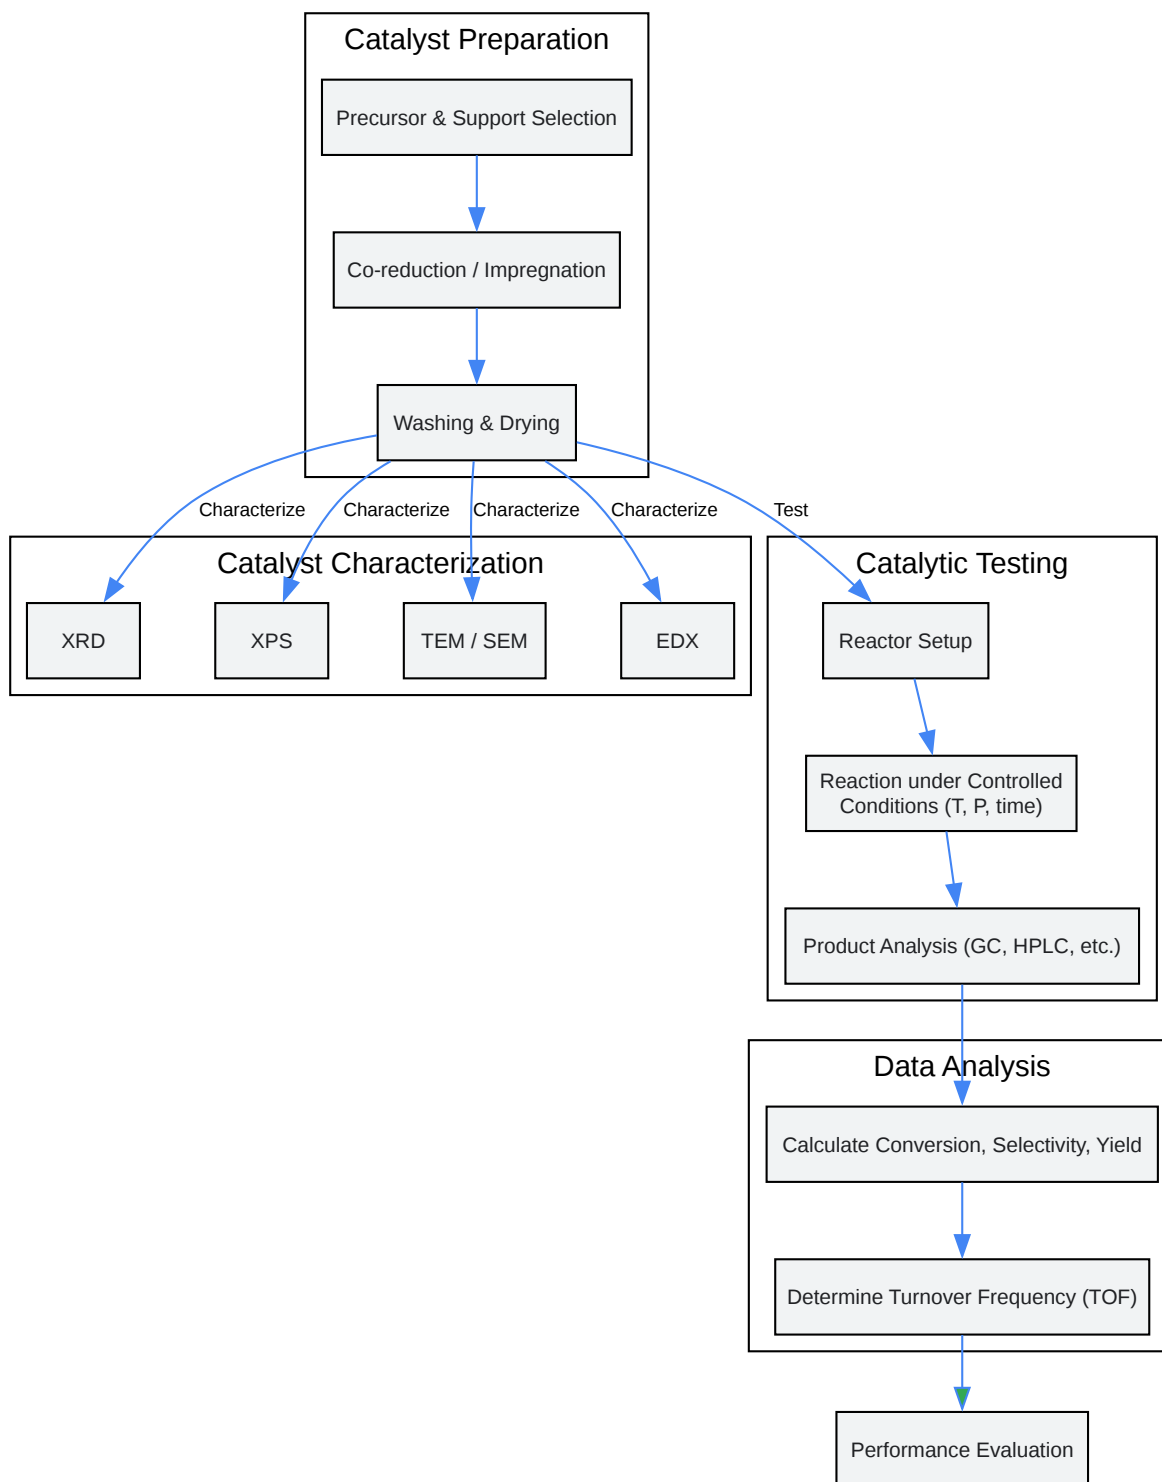 Catalyst Preparation
Precursor & Support Selection
Co-reduction / Impregnation
Washing & Drying
Characterize
Characterize
Characterize
Characterize
Test
Catalyst Characterization
XRD
XPS
TEM / SEM
EDX
Catalytic Testing
Reactor Setup
Reaction under Controlled
Conditions (T, P, time)
Product Analysis (GC, HPLC, etc.)
Data Analysis
Calculate Conversion, Selectivity, Yield
Determine Turnover Frequency (TOF)
Performance Evaluation